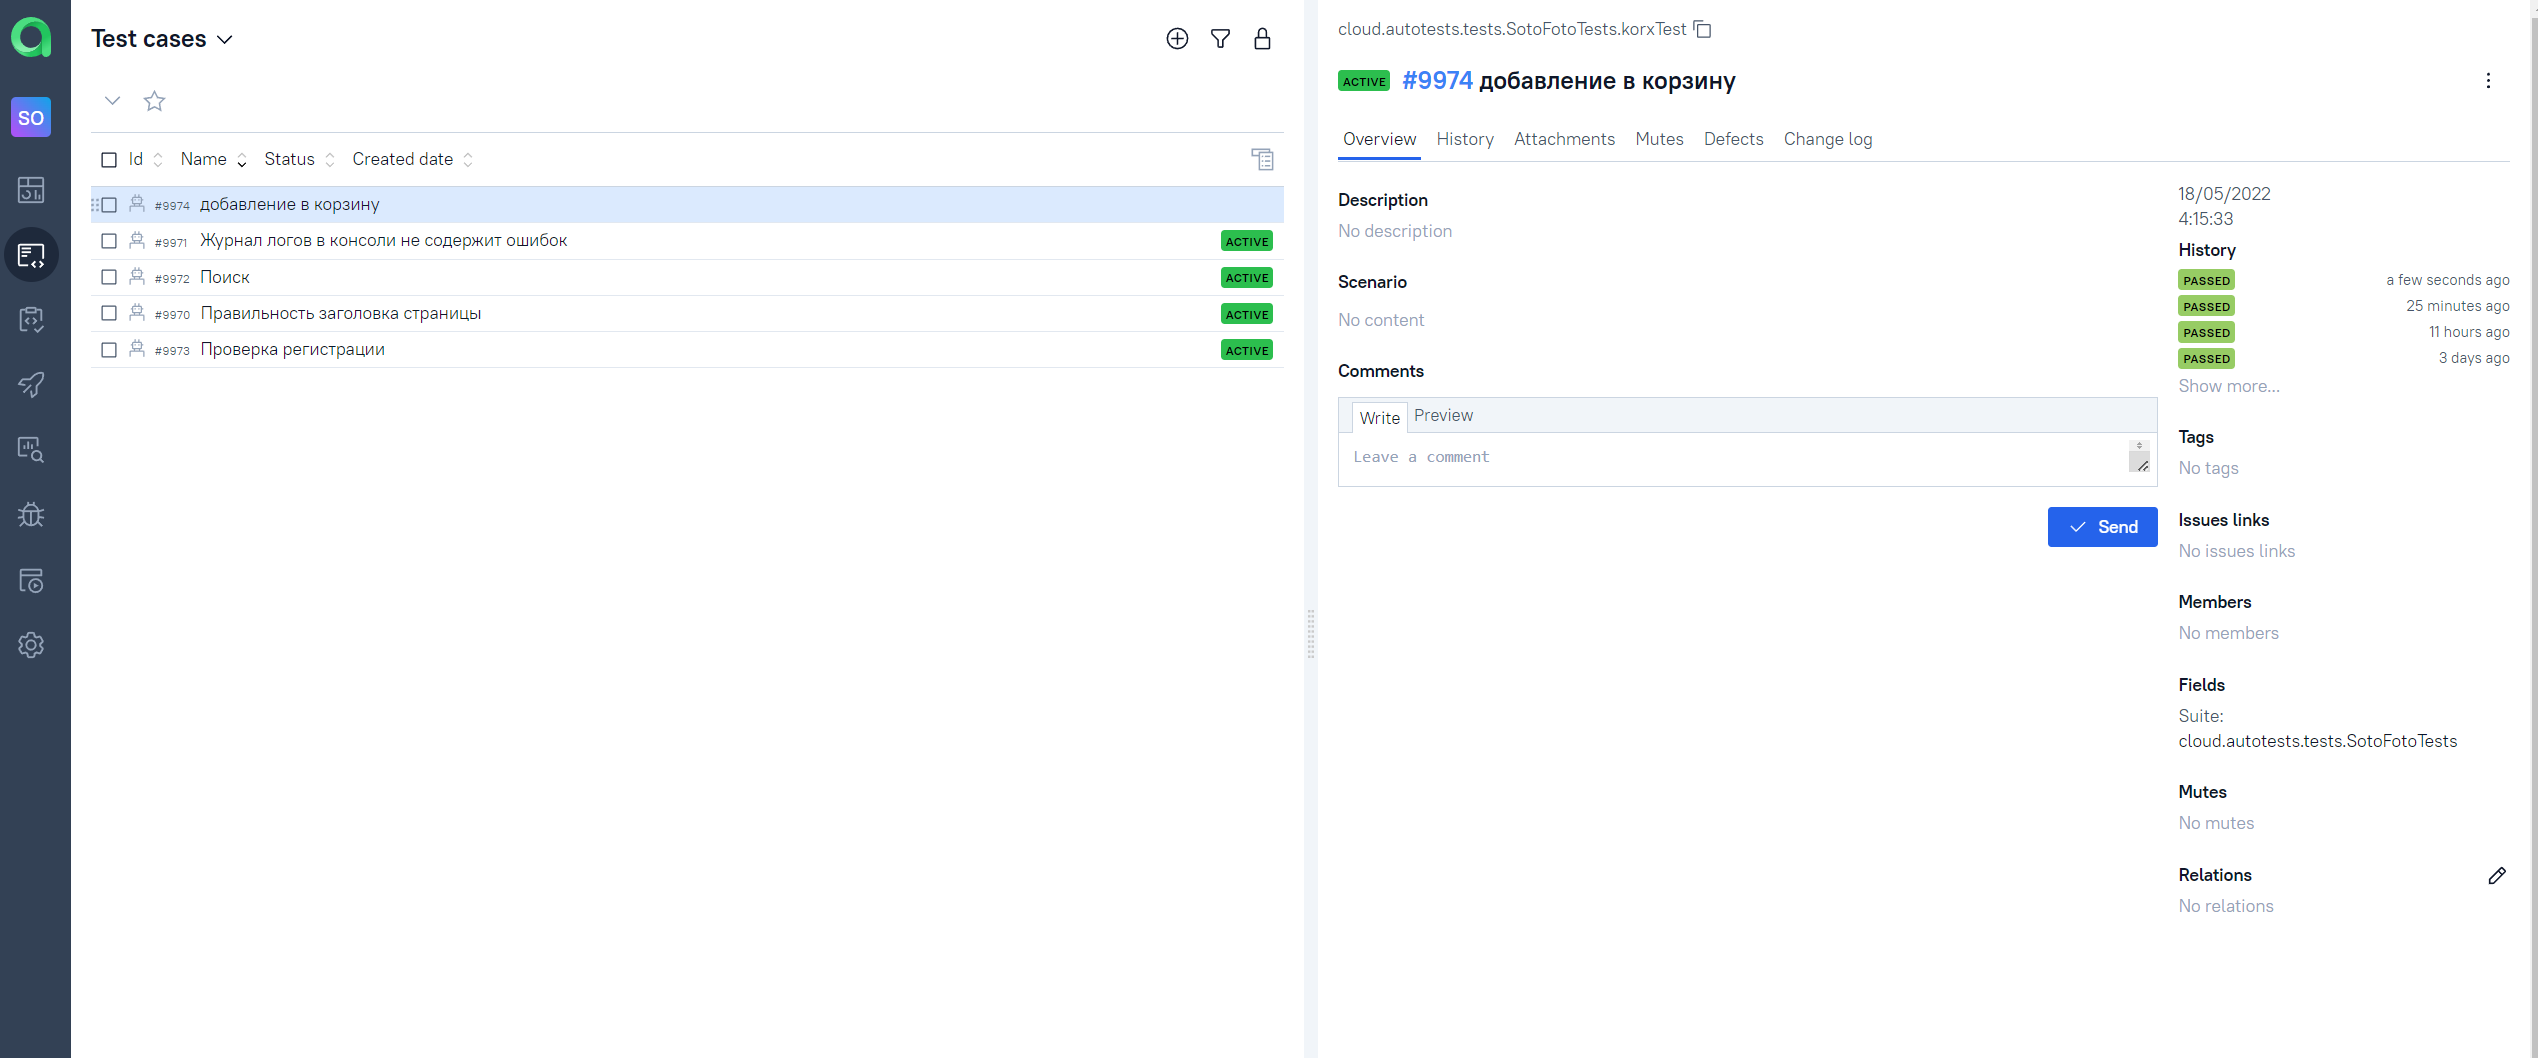 SO
Test cases
Id Name Status Created date
#9974 добавление в корзину
#9971 Журнал логов в консоли не содержит ошибок ACTIVE
#9972 Поиск ACTIVE
#9970 Правильность заголовка страницы ACTIVE
#9973 Проверка регистрации ACTIVE
cloud.autotests.tests.SotoFotoTests.korxTest
ACTIVE #9974 добавление в корзину
Overview History Attachments Mutes Defects Change log
Description
No description
Scenario
No content
Comments
Write Preview
Leave a comment
Send
18/05/2022
4:15:33
History
PASSED a few seconds ago
PASSED 25 minutes ago
PASSED 11 hours ago
PASSED 3 days ago
Show more...
Tags
No tags
Issues links
No issues links
Members
No members
Fields
Suite:
cloud.autotests.tests.SotoFotoTests
Mutes
No mutes
Relations
No relations